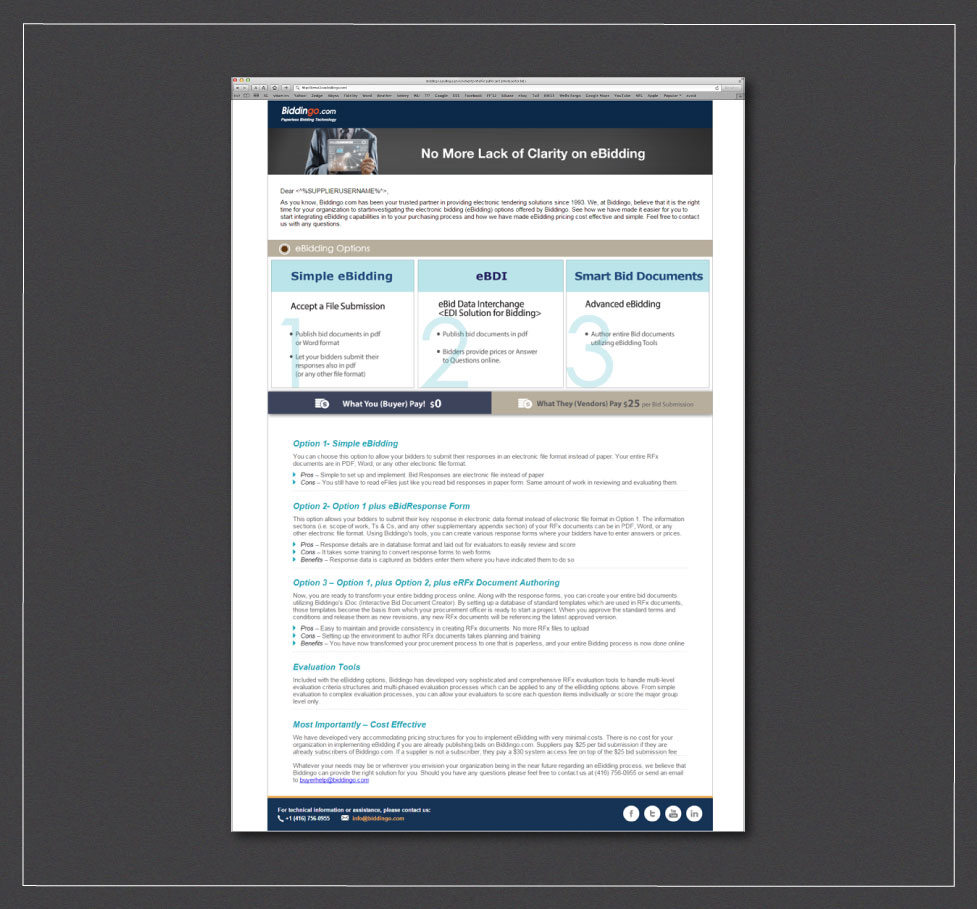 Biddingo.com
Paperless Bidding Technology
No More Lack of Clarity on eBidding
Dear <^%SUPPLIERUSERNAME%^>,
As you know, Biddingo.com has been your trusted partner in providing electronic tendering solutions since 1993. We, at Bidingo, believe that it is the right
time for your organization to startinvestigating the electronic bidding (eBidding) options offered by Biddingo. See how we have made it easier for you to
start integrating eBidding capabilities in to your purchasing process and how we have made eBidding pricing cost effective and simple. Feel free to contact
us with any questions.
eBidding Options
Simple eBidding
Accept a File Submission
1
• Publish bid documents in pdf
or Word format
• Let your bidders submit their
responses also in pdf
(or any other file format)
eBDI
eBid Data Interchange
<EDI Solution for Bidding>
2
• Publish bid documents in pdf
• Bidders provide prices or Answer
to Questions online.
Smart Bid Documents
Advanced eBidding
3
• Author entire Bid documents
utilizing eBidding Tools
What You (Buyer) Pay! $0
What They (Vendors) Pay $25 per Bid Submission
Option 1- Simple eBidding
You can choose this option to allow your bidders to submit their responses in an electronic file format instead of paper. Your entire RFx
documents are in PDF, Word, or any other electronic file format.
Pros – Simple to set up and implement. Bid Responses are electronic file instead of paper
Cons – You still have to read eFiles just like you read bid responses in paper form. Same amount of work in reviewing and evaluating them
Option 2- Option 1 plus eBidResponse Form
This option allows your bidders to submit their key response in electronic data format instead of electronic file format in Option 1. The information
sections (i.e. scope of work, Ts & Cs, and any other supplementary appendix section) of your RFx documents can be in PDF, Word, or any
other electronic file format. Using Biddingo's tools, you can create various response forms where your bidders have to enter answers or prices.
Pros – Response details are in database format and laid out for evaluators to easily review and score
Cons – It takes some training to convert response forms to web forms
Benefits – Response data is captured as bidders enter them where you have indicated them to do so
Option 3 – Option 1, plus Option 2, plus eRFx Document Authoring
Now, you are ready to transform your entire bidding process online. Along with the response forms, you can create your entire bid documents
utilizing Biddingo's iDoc (Interactive Bid Document Creator). By setting up a database of standard templates which are used in RFx documents,
those templates become the basis from which your procurement officer is ready to start a project. When you approve the standard terms and
conditions and release them as new revisions, any new RFx documents will be referencing the latest approved version.
Pros – Easy to maintain and provide consistency in creating RFx documents. No more RFx files to upload
Cons – Setting up the environment to author RFx documents takes planning and training
Benefits – You have now transformed your procurement process to one that is paperless, and your entire Bidding process is now done online
Evaluation Tools
Included with the eBidding options, Biddingo has developed very sophisticated and comprehensive RFx evaluation tools to handle multi-level
evaluation criteria structures and multi-phased evaluation processes which can be applied to any of the eBidding options above. From simple
evaluation to complex evaluation processes, you can allow your evaluators to score each question items individually or score the major group
level only.
Most Importantly – Cost Effective
We have developed very accommodating pricing structures for you to implement eBidding with very minimal costs. There is no cost for your
organization in implementing eBidding if you are already publishing bids on Biddingo.com. Suppliers pay $25 per bid submission if they are
already subscribers of Biddingo.com. If a supplier is not a subscriber, they pay a $30 system access fee on top of the $25 bid submission fee
Whatever your needs may be or wherever you envision your organization being in the near future regarding an eBidding process, we believe that
Biddingo can provide the right solution for you. Should you have any questions please feel free to contact us at (416) 756-0955 or send an email
to buyerhelp@biddingo.com
For technical information or assistance, please contact us:
+1 (416) 756-0955 info@biddingo.com